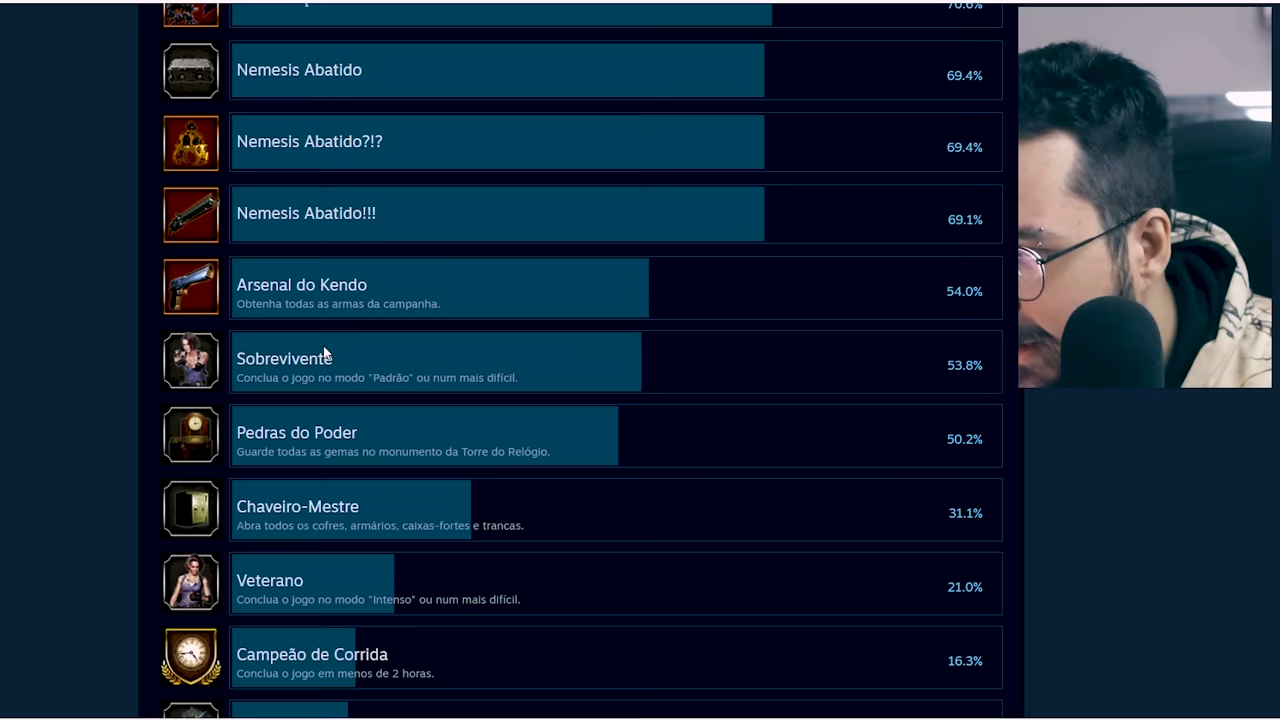 70.6%
Nemesis Abatido
69.4%
Nemesis Abatido?!?
69.4%
Nemesis Abatido!!!
69.1%
Arsenal do Kendo
Obtenha todas as armas da campanha.
54.0%
Sobrevivente
Conclua o jogo no modo "Padrão" ou num mais difícil.
53.8%
Pedras do Poder
Guarde todas as gemas no monumento da Torre do Relógio.
50.2%
Chaveiro-Mestre
Abra todos os cofres, armários, caixas-fortes e trancas.
31.1%
Veterano
Conclua o jogo no modo "Intenso" ou num mais difícil.
21.0%
Campeão de Corrida
Conclua o jogo em menos de 2 horas.
16.3%